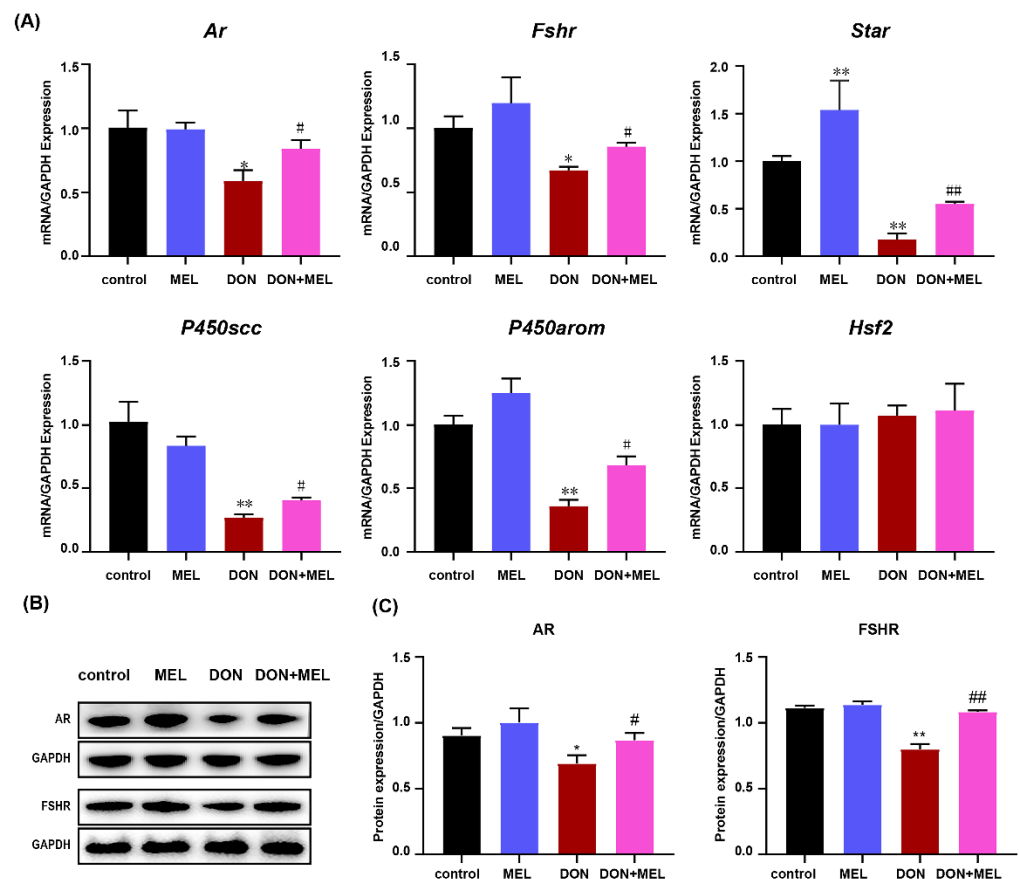 (A)
Ar
Fshr
Star
mRNA/GAPDH Expression
1.5
1.0
0.5
0.0
*
#
control MEL DON DON+MEL
mRNA/GAPDH Expression
1.5
1.0
0.5
0.0
*
#
control MEL DON DON+MEL
mRNA/GAPDH Expression
2.0
1.5
1.0
0.5
0.0
**
**
##
control MEL DON DON+MEL
P450scc
P450arom
Hsf2
mRNA/GAPDH Expression
1.5
1.0
0.5
0.0
**
#
control MEL DON DON+MEL
mRNA/GAPDH Expression
1.5
1.0
0.5
0.0
**
#
control MEL DON DON+MEL
mRNA/GAPDH Expression
1.5
1.0
0.5
0.0
control MEL DON DON+MEL
(B)
control MEL DON DON+MEL
AR
GAPDH
FSHR
GAPDH
(C)
AR
FSHR
Protein expression/GAPDH
1.5
1.0
0.5
0.0
*
#
control MEL DON DON+MEL
Protein expression/GAPDH
1.5
1.0
0.5
0.0
**
##
control MEL DON DON+MEL